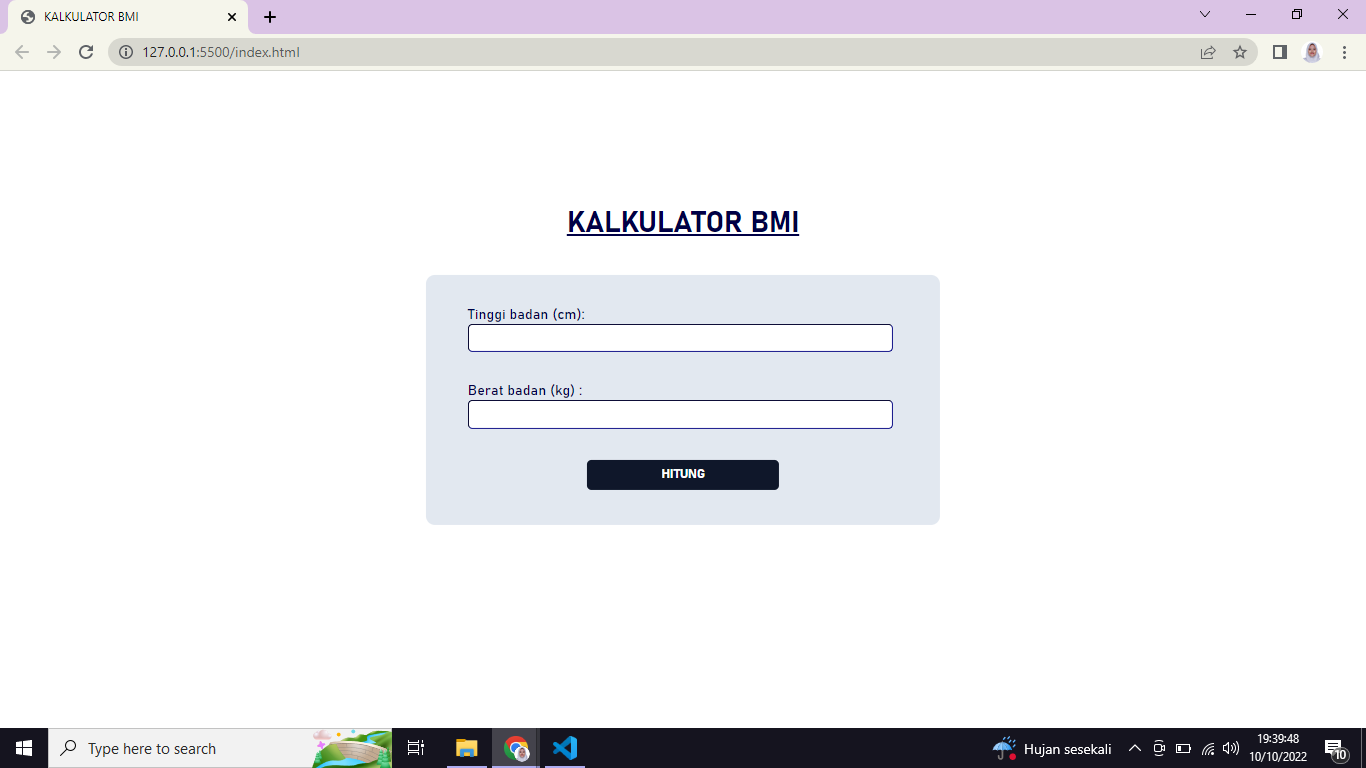 KALKULATOR BMI
127.0.0.1:5500/index.html
KALKULATOR BMI
Tinggi badan (cm):
Berat badan (kg) :
HITUNG
Type here to search
Hujan sesekali
19:39:48
10/10/2022
10